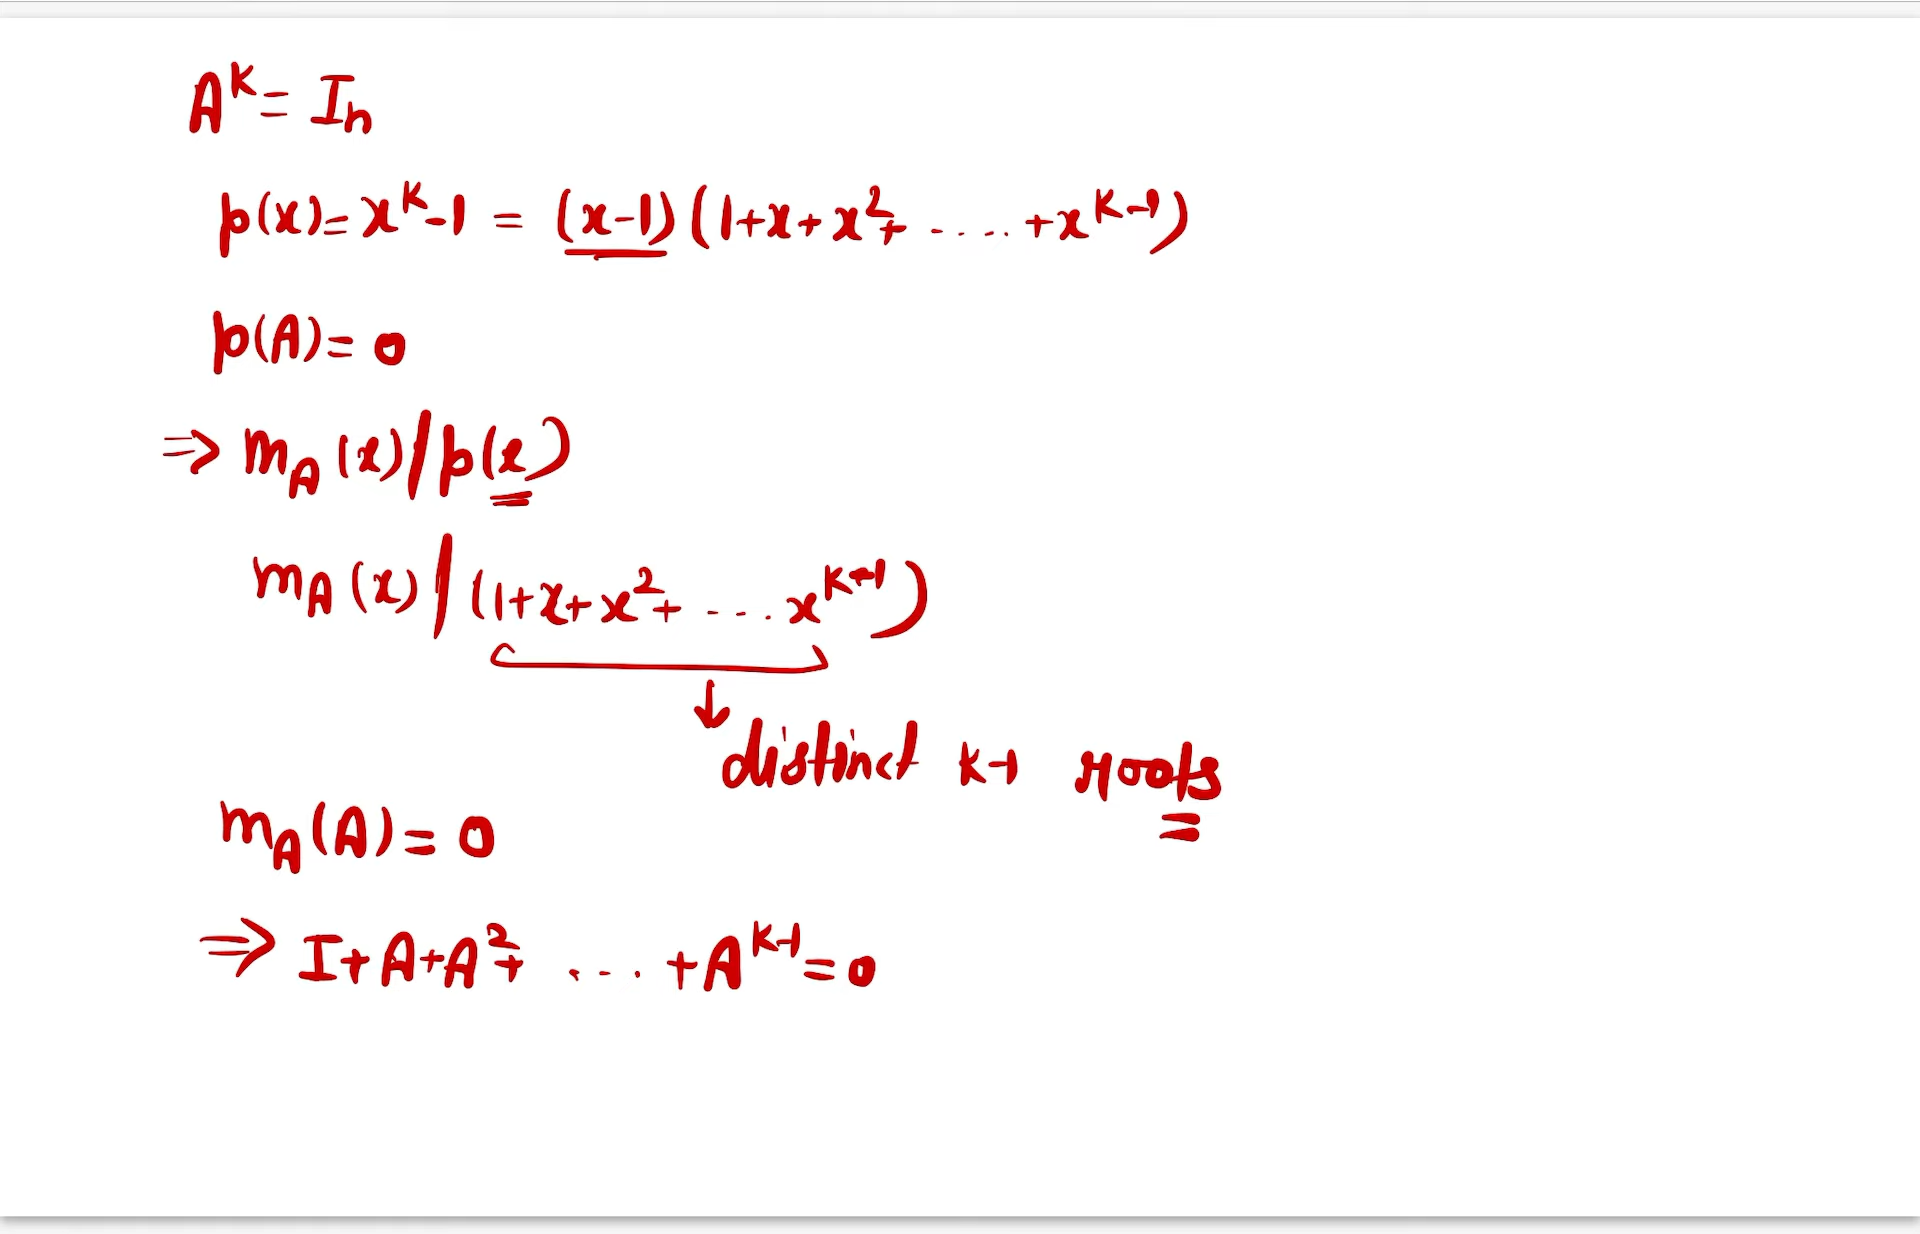 A^K = I_n
p(x) = x^K-1 = (x-1)(1+x+x^2+ ..... +x^{K-1})
p(A) = 0
⇒ m_A(x)/p(x)
m_A(x)/(1+x+x^2+ .... x^{K-1})
↓
distinct K-1 roots
m_A(A) = 0
⇒ I+A+A^2+ .... +A^{K-1} = 0